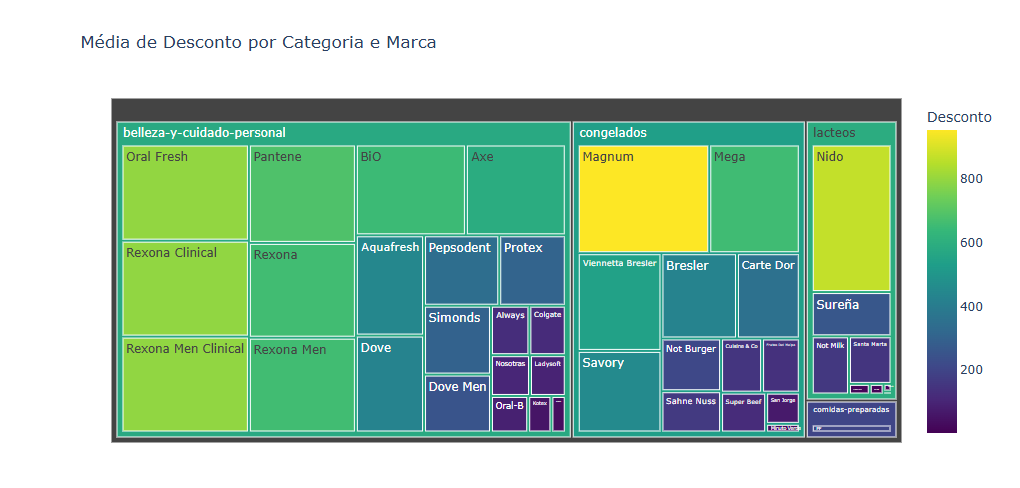 Média de Desconto por Categoria e Marca
belleza-y-cuidado-personal
Oral Fresh
Pantene
BiO
Axe
Rexona Clinical
Rexona
Aquafresh
Pepsodent
Protex
Rexona Men Clinical
Rexona Men
Dove
Simonds
Always
Colgate
Nosotras
Ladysoft
Dove Men
Oral-B
Kotex
congelados
Magnum
Mega
Viennetta Bresler
Bresler
Carte Dor
Savory
Not Burger
Cuisine & Co
Sahne Nuss
Super Beef
San Jorge
Minuto Verde
lacteos
Nido
Sureña
Not Milk
Santa Marta
comidas-preparadas
PF
Desconto
800
600
400
200